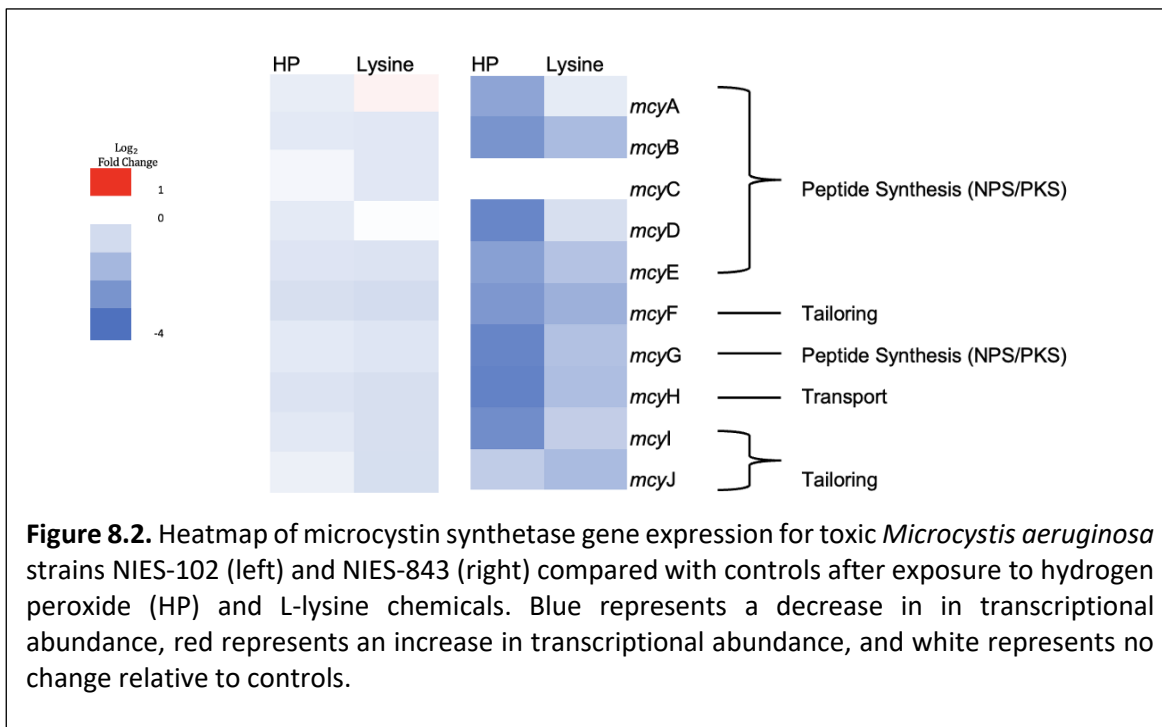 HP Lysine HP Lysine
Log₂
Fold Change
1
0
-4
mcyA
mcyB
mcyC
mcyD
mcyE
mcyF
mcyG
mcyH
mcyI
mcyJ
Peptide Synthesis (NPS/PKS)
Tailoring
Peptide Synthesis (NPS/PKS)
Transport
Tailoring
Figure 8.2. Heatmap of microcystin synthetase gene expression for toxic Microcystis aeruginosa
strains NIES-102 (left) and NIES-843 (right) compared with controls after exposure to hydrogen
peroxide (HP) and L-lysine chemicals. Blue represents a decrease in in transcriptional
abundance, red represents an increase in transcriptional abundance, and white represents no
change relative to controls.